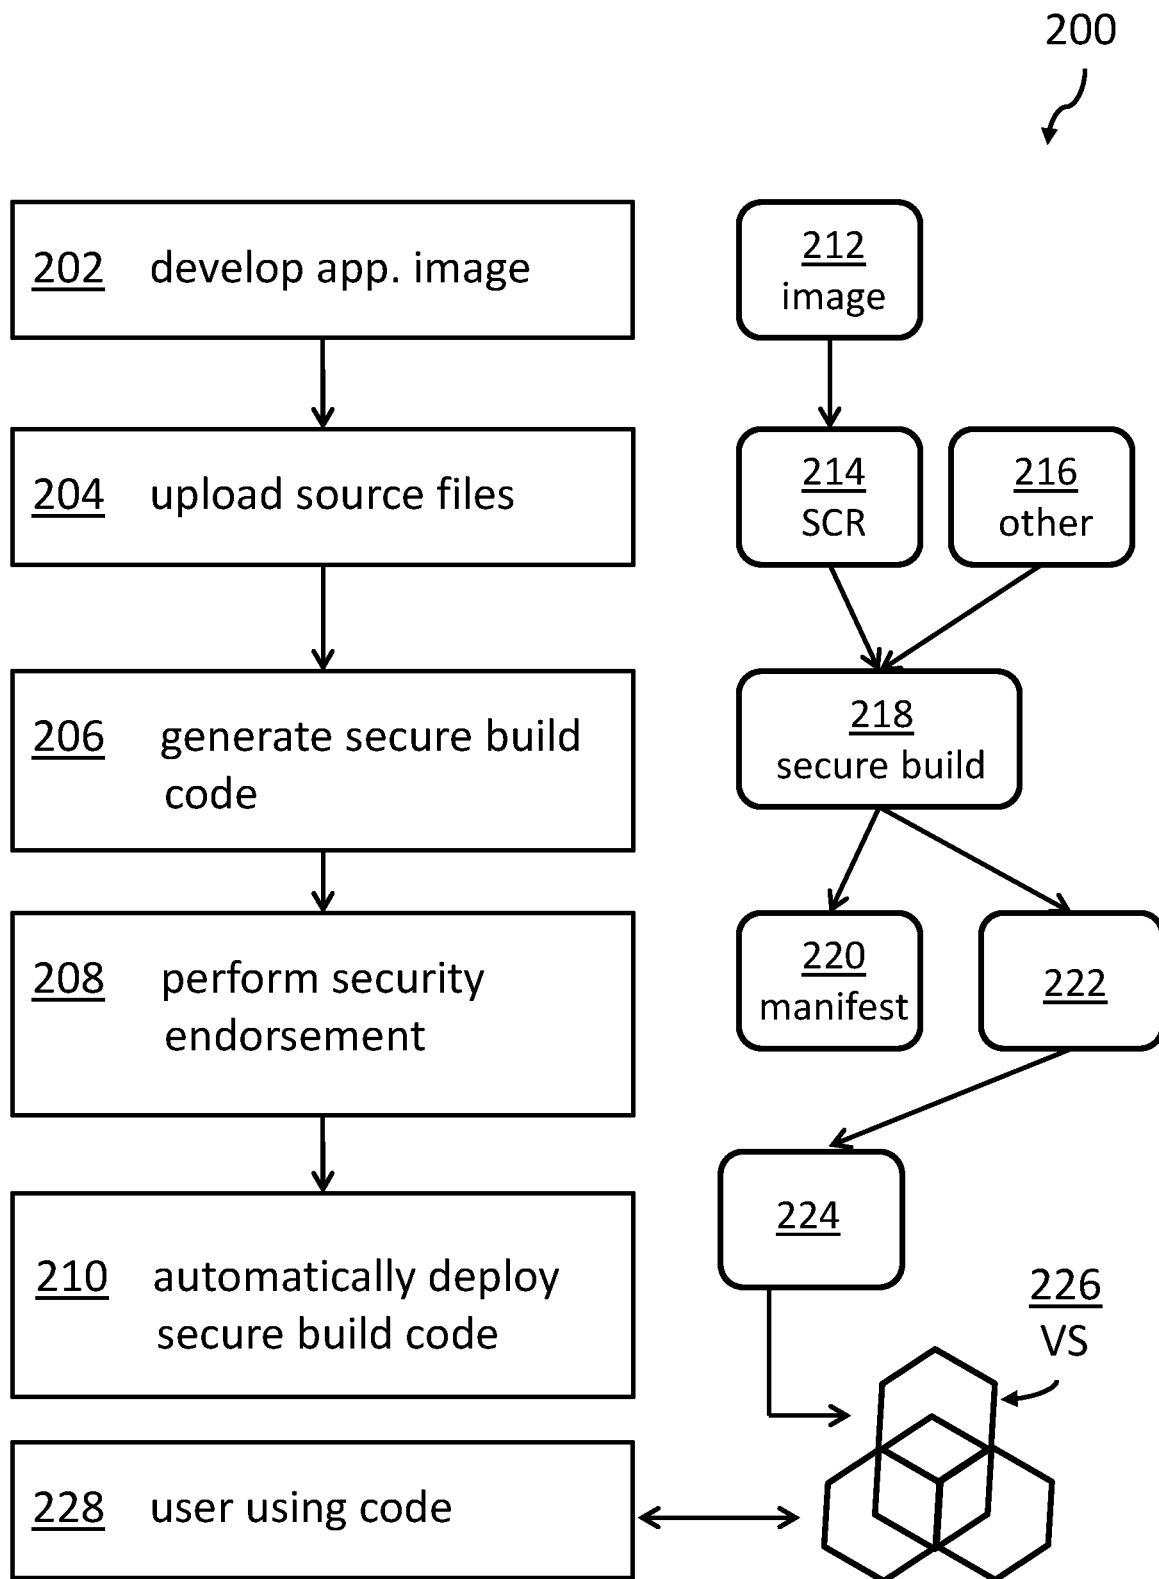 200
202 develop app. image
212
image
204 upload source files
214
SCR
216
other
206 generate secure build
code
218
secure build
208 perform security
endorsement
220
manifest
222
224
210 automatically deploy
secure build code
226
VS
228 user using code